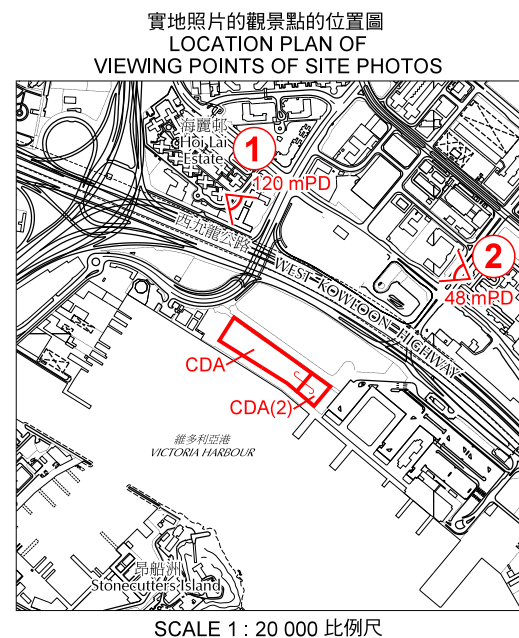 實地照片的觀景點的位置圖
LOCATION PLAN OF
VIEWING POINTS OF SITE PHOTOS
海麗邨
Hoi Lai
Estate
1
120 mPD
西九龍公路
WEST KOWLOON HIGHWAY
2
48 mPD
CDA
CDA(2)
維多利亞港
VICTORIA HARBOUR
昂船洲
Stonecutters Island
SCALE 1 : 20 000 比例尺